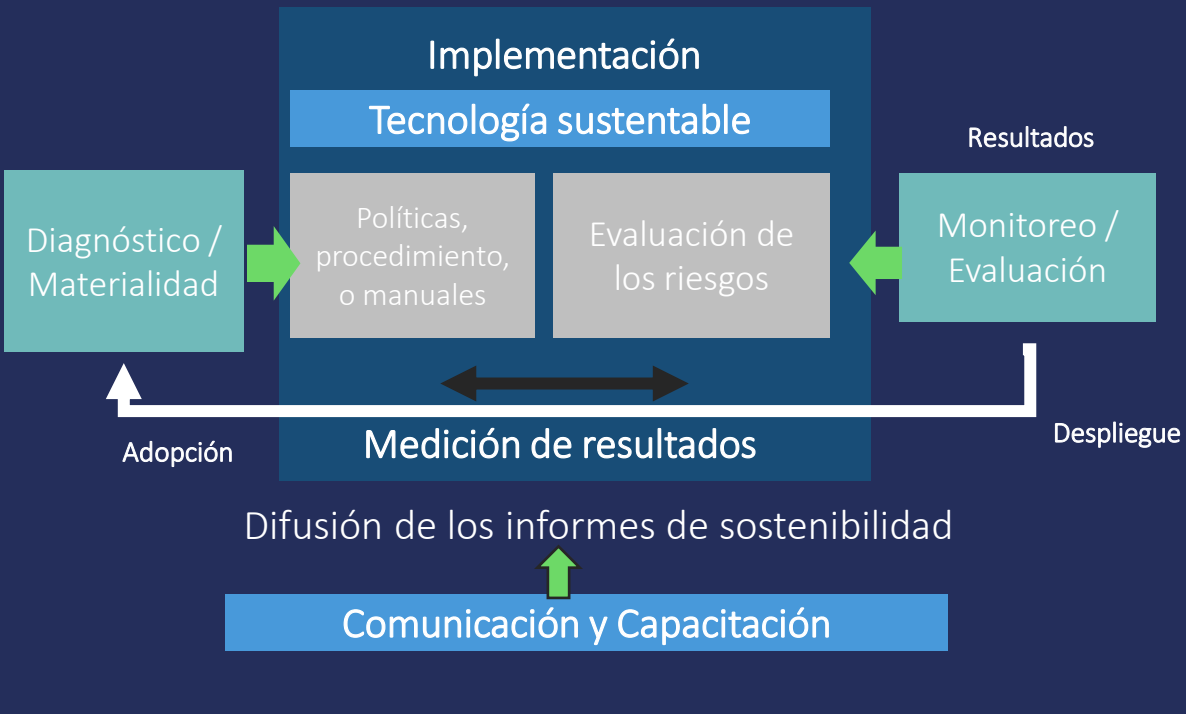 Implementación
Tecnología sustentable
Resultados
Diagnóstico /
Materialidad
Políticas,
procedimiento,
o manuales
Evaluación de
los riesgos
Monitoreo /
Evaluación
Adopción
Medición de resultados
Despliegue
Difusión de los informes de sostenibilidad
Comunicación y Capacitación